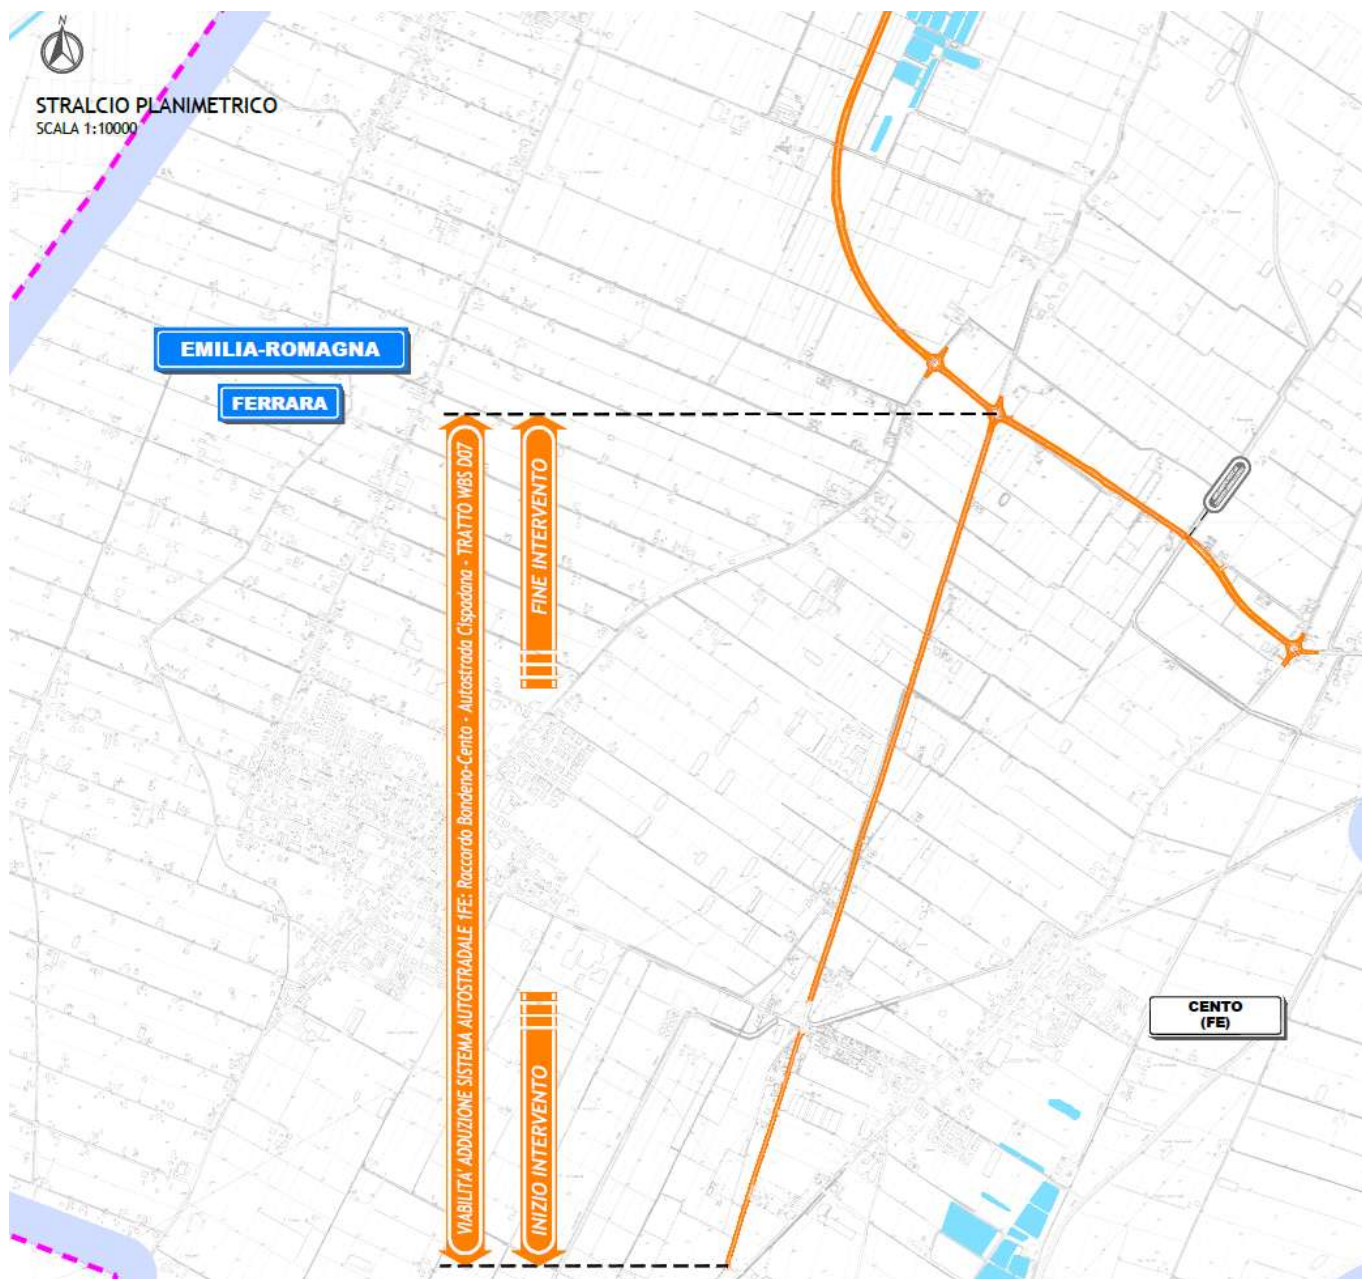 N
STRALCIO PLANIMETRICO
SCALA 1:10000
EMILIA-ROMAGNA
FERRARA
VIABILITA' ADDUZIONE SISTEMA AUTOSTRADALE 1FE: Raccordo Bondeno-Cento - Autostrada Cispadana - TRATTO WBS D07
FINE INTERVENTO
INIZIO INTERVENTO
CENTO
(FE)